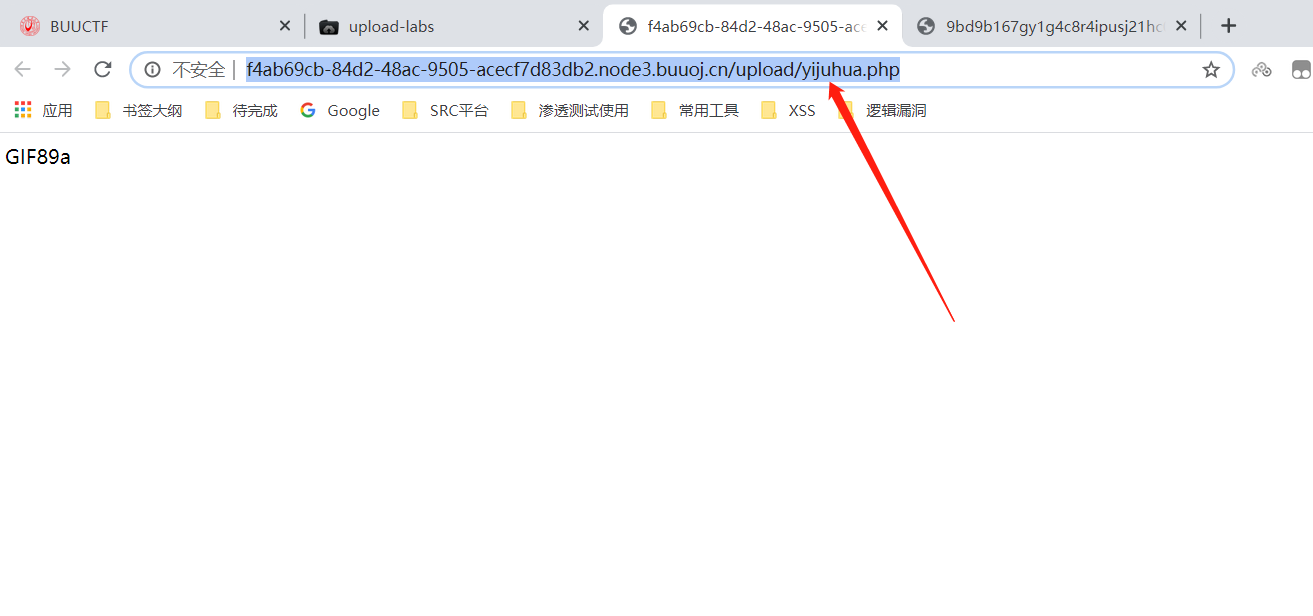 BUUCTF upload-labs f4ab69cb-84d2-48ac-9505-ace 9bd9b167gy1g4c8r4ipusj21hc
不安全 f4ab69cb-84d2-48ac-9505-acecf7d83db2.node3.buuoj.cn/upload/yijuhua.php
应用 书签大纲 待完成 Google SRC平台 渗透测试使用 常用工具 XSS 逻辑漏洞
GIF89a